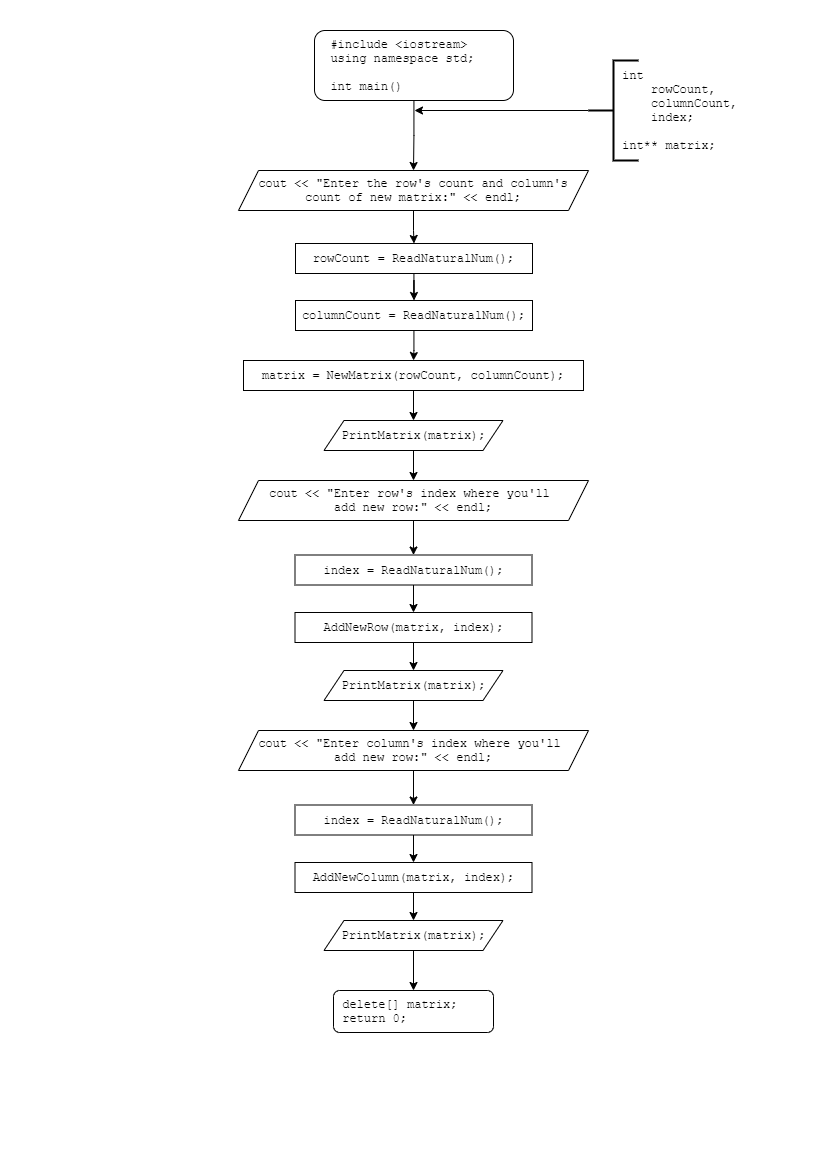 #include <iostream>
using namespace std;
int main()
int
rowCount,
columnCount,
index;
int** matrix;
cout << "Enter the row's count and column's
count of new matrix:" << endl;
rowCount = ReadNaturalNum();
columnCount = ReadNaturalNum();
matrix = NewMatrix(rowCount, columnCount);
PrintMatrix(matrix);
cout << "Enter row's index where you'll
add new row:" << endl;
index = ReadNaturalNum();
AddNewRow(matrix, index);
PrintMatrix(matrix);
cout << "Enter column's index where you'll
add new row:" << endl;
index = ReadNaturalNum();
AddNewColumn(matrix, index);
PrintMatrix(matrix);
delete[] matrix;
return 0;